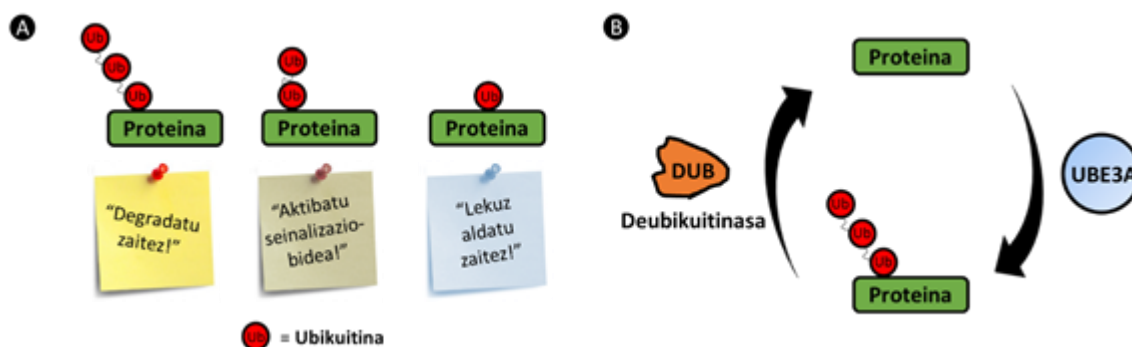 A
Ub
Ub
Ub
Proteina
Ub
Ub
Proteina
Ub
Proteina
“Degradatu
zaitez!”
“Aktibatu
seinalizazio-
bidea!”
“Lekuz
aldatu
zaitez!”
Ub = Ubikuitina
B
Proteina
DUB
Deubikuitinasa
UBE3A
Ub
Ub
Ub
Proteina